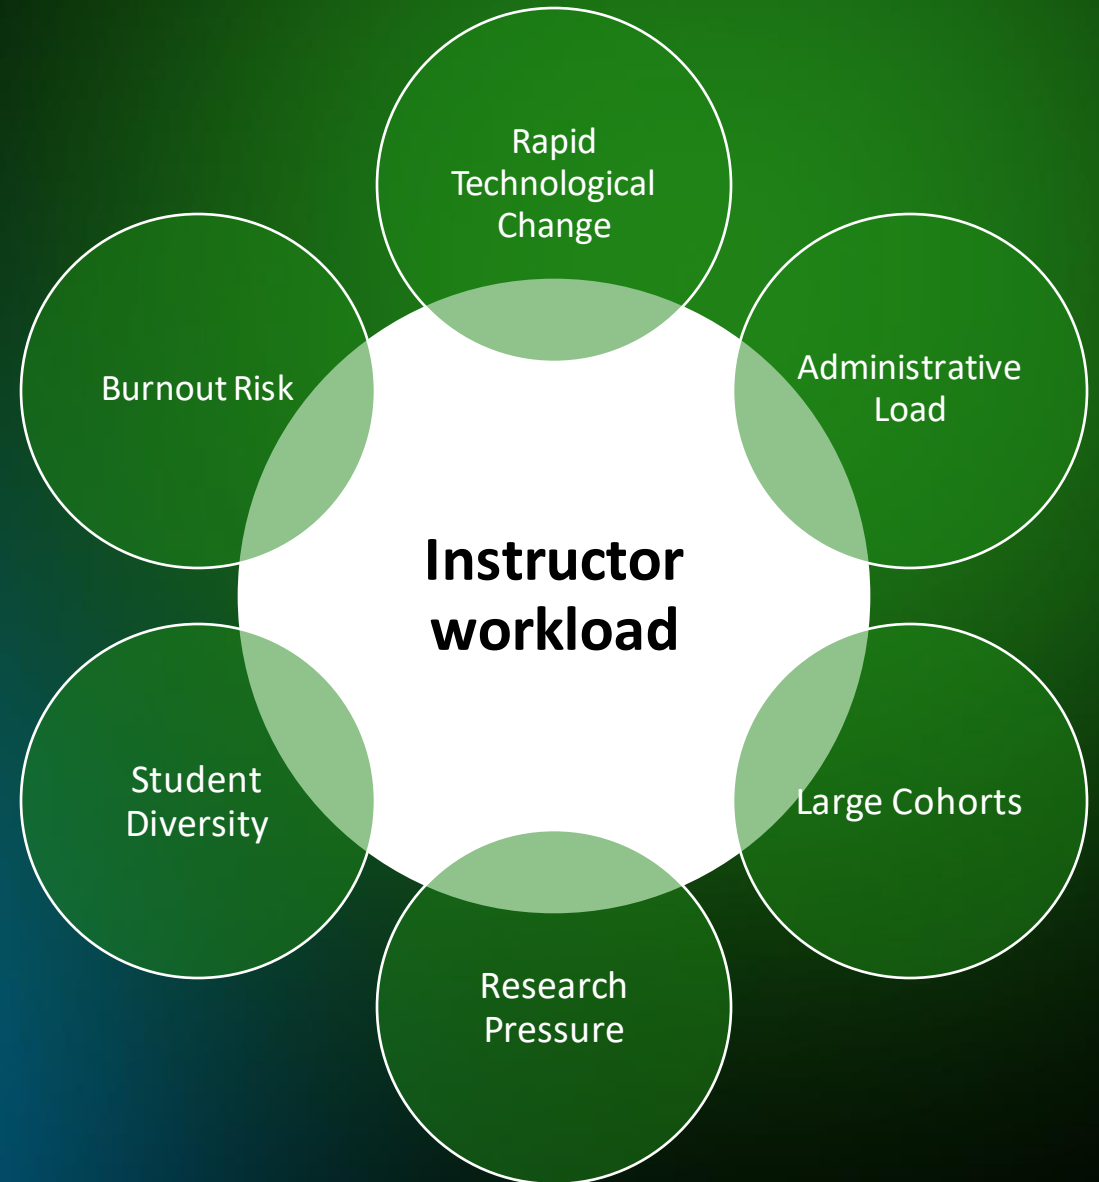 Rapid
Technological
Change
Administrative
Load
Large Cohorts
Research
Pressure
Student
Diversity
Burnout Risk
Instructor
workload